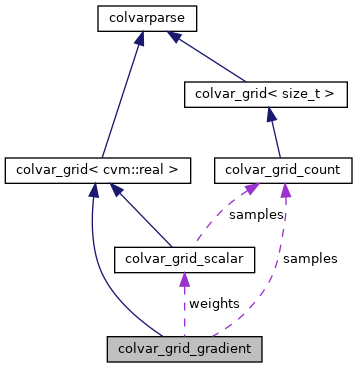 colvarparse
colvar_grid< size_t >
colvar_grid< cvm::real >
colvar_grid_count
samples
colvar_grid_scalar
samples
weights
colvar_grid_gradient